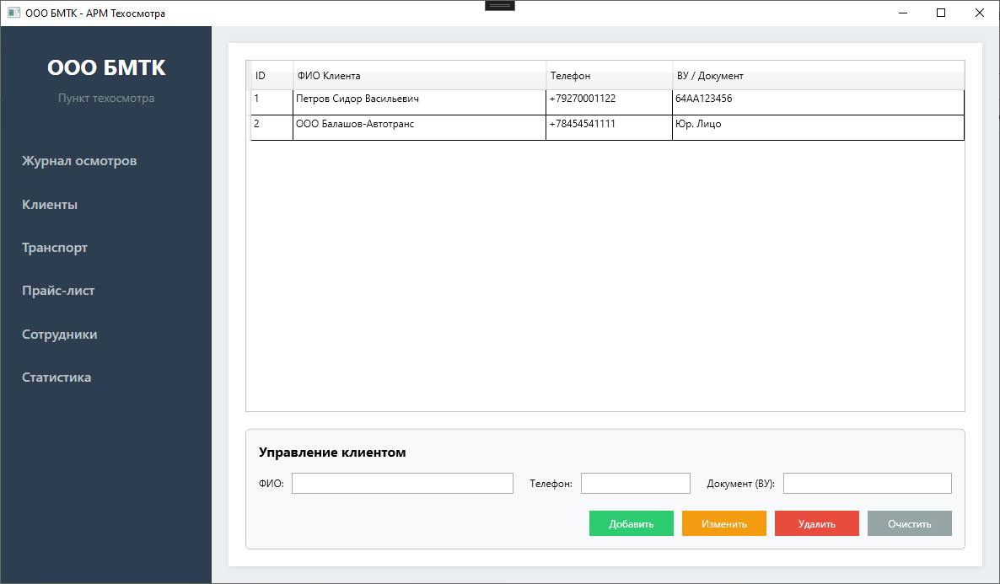 ООО БМТК - АРМ Техосмотра
ООО БМТК
Пункт техосмотра
Журнал осмотров
Клиенты
Транспорт
Прайс-лист
Сотрудники
Статистика
ID ФИО Клиента Телефон ВУ / Документ
1 Петров Сидор Васильевич +79270001122 64АА123456
2 ООО Балашов-Автотранс +78454541111 Юр. Лицо
Управление клиентом
ФИО: Телефон: Документ (ВУ):
Добавить Изменить Удалить Очистить